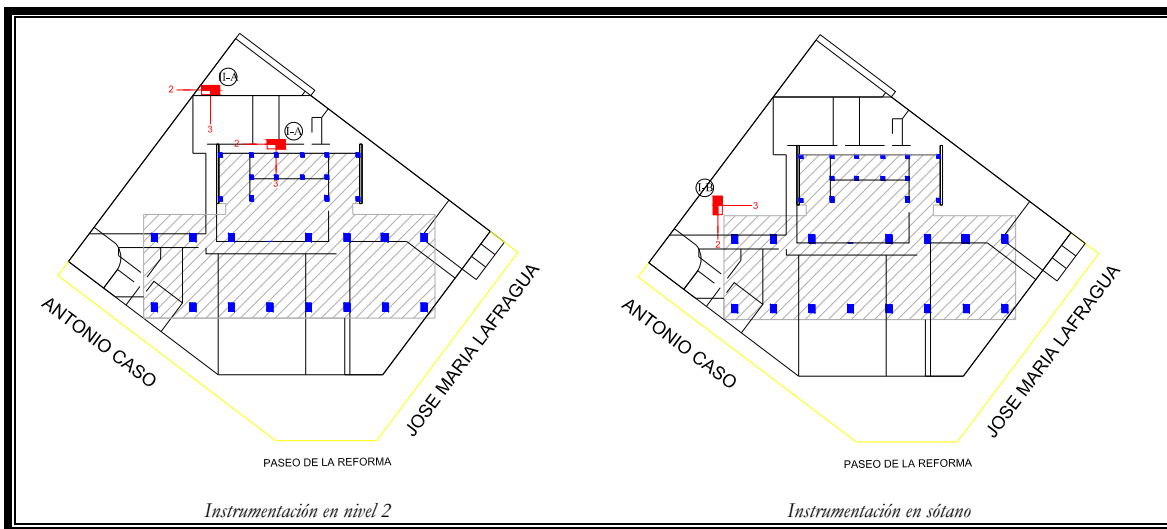 II-A
2
3
I-A
2
3
ANTONIO CASO
JOSE MARIA LAFRAGUA
PASEO DE LA REFORMA
Instrumentación en nivel 2
I-B
3
2
ANTONIO CASO
JOSE MARIA LAFRAGUA
PASEO DE LA REFORMA
Instrumentación en sótano